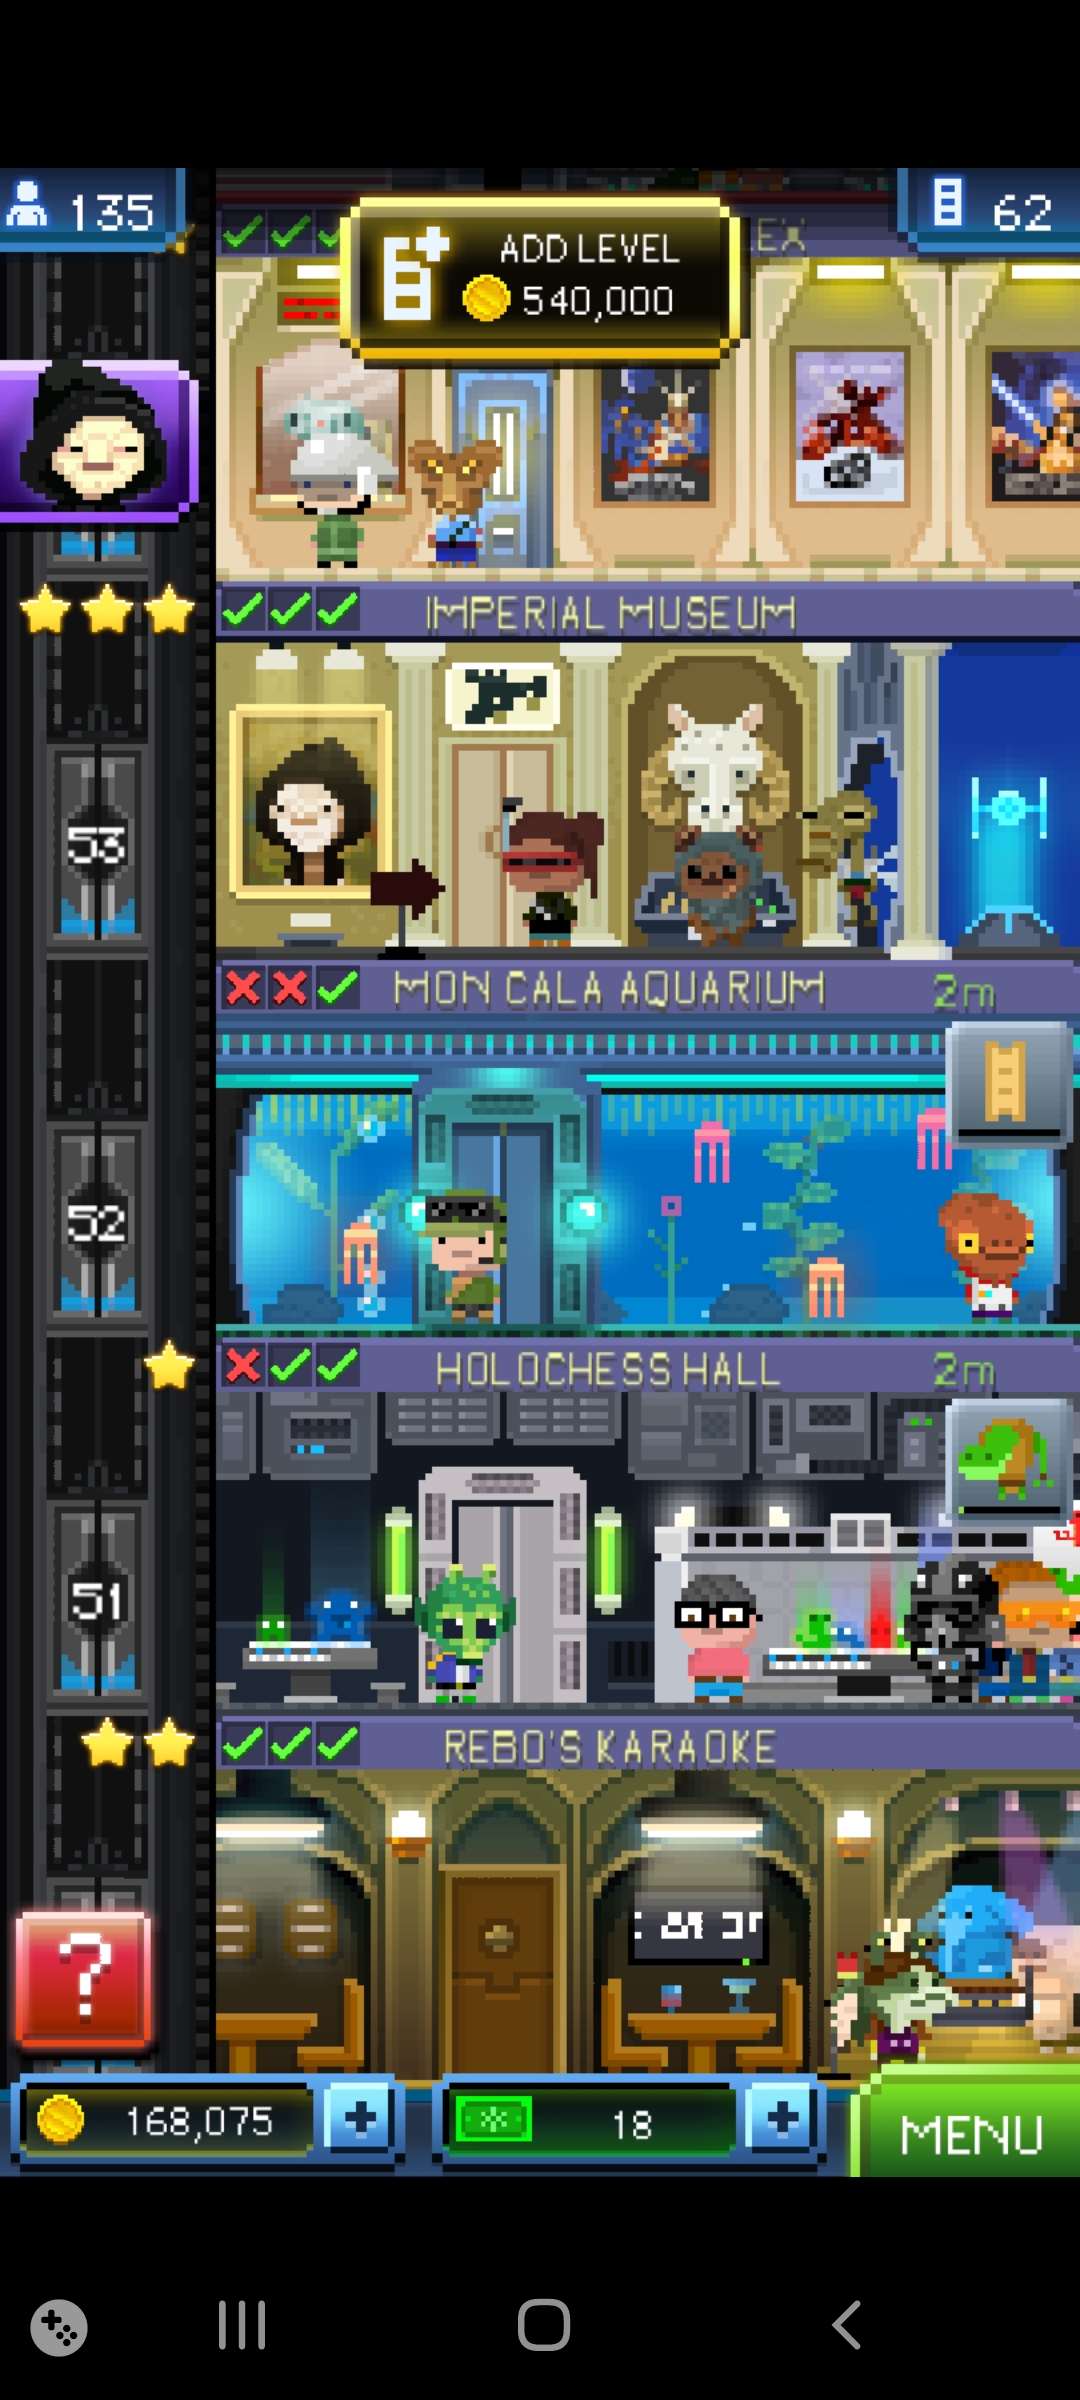 135
62
ADD LEVEL
540,000
EX
IMPERIAL MUSEUM
53
MON CALA AQUARIUM 2m
52
HOLOCHESS HALL 2m
51
REBO'S KARAOKE
?
168,075
18
MENU